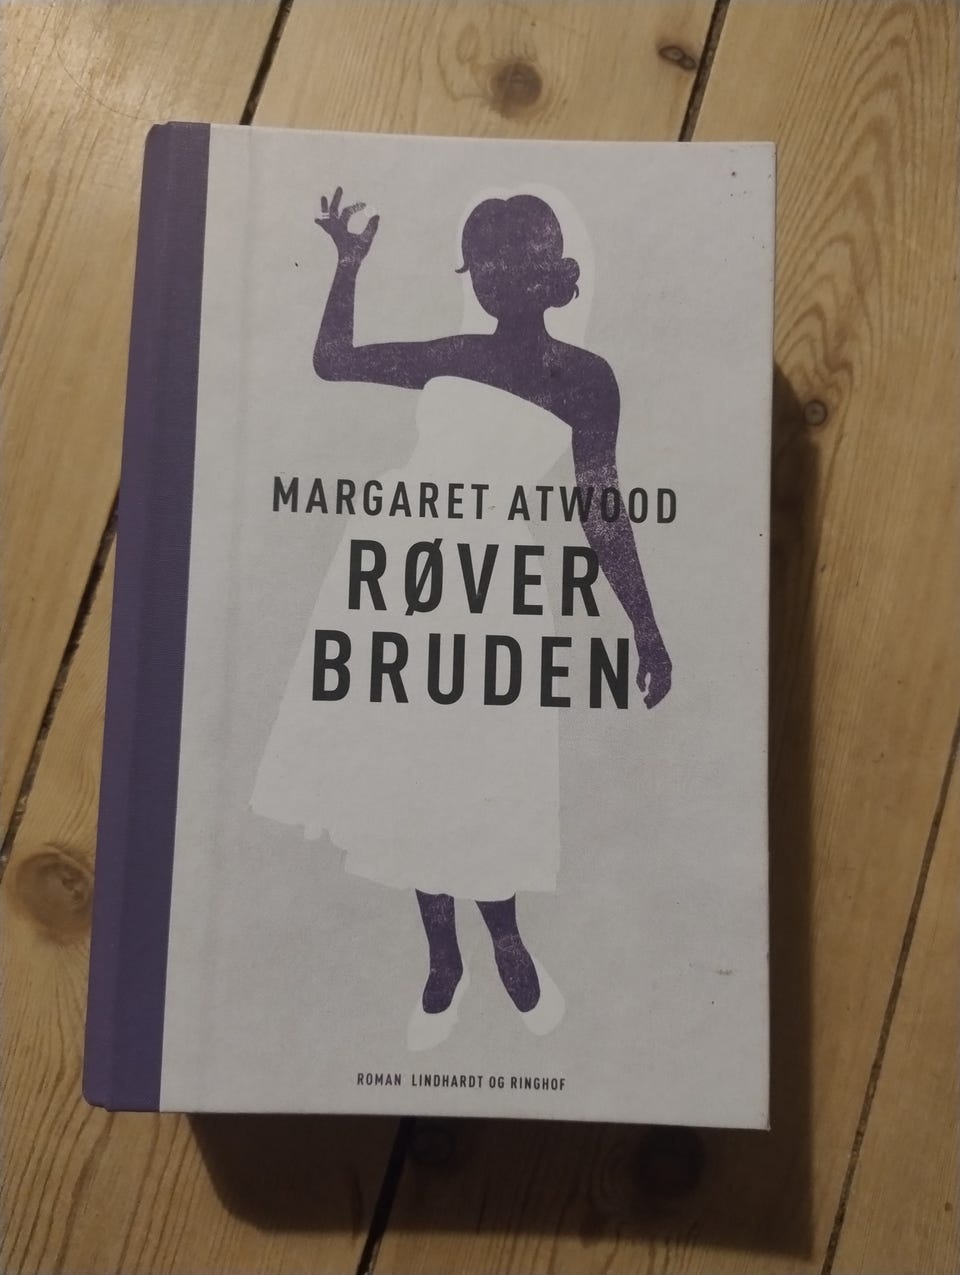 MARGARET ATWOOD
RØVER
BRUDEN
ROMAN LINDHARDT OG RINGHOF